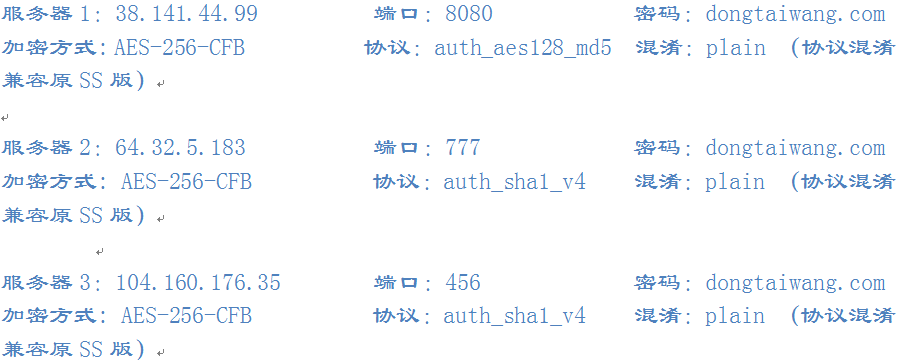 服务器 1: 38.141.44.99 端口: 8080 密码: dongtaiwang.com
加密方式:AES-256-CFB 协议: auth_aes128_md5 混淆: plain (协议混淆
兼容原 SS 版)
服务器 2: 64.32.5.183 端口: 777 密码: dongtaiwang.com
加密方式: AES-256-CFB 协议: auth_sha1_v4 混淆: plain (协议混淆
兼容原 SS 版)
服务器 3: 104.160.176.35 端口: 456 密码: dongtaiwang.com
加密方式: AES-256-CFB 协议: auth_sha1_v4 混淆: plain (协议混淆
兼容原 SS 版)